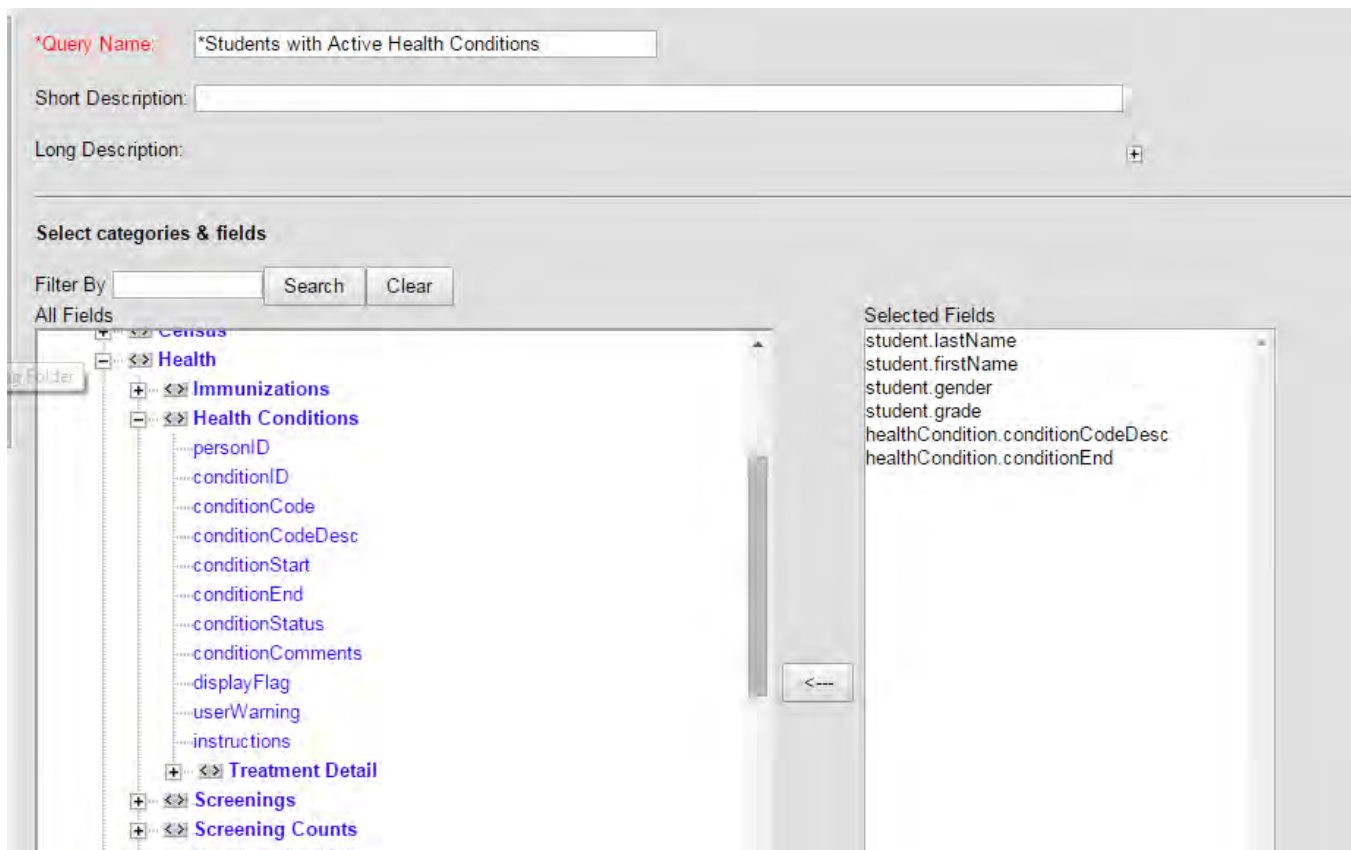 *Query Name: *Students with Active Health Conditions
Short Description:
Long Description:
Select categories & fields
Filter By Search Clear
All Fields
Selected Fields
Census
Health
Immunizations
Health Conditions
personID
conditionID
conditionCode
conditionCodeDesc
conditionStart
conditionEnd
conditionStatus
conditionComments
displayFlag
userWarning
instructions
Treatment Detail
Screenings
Screening Counts
Folder
<---
student.lastName
student.firstName
student.gender
student.grade
healthCondition.conditionCodeDesc
healthCondition.conditionEnd